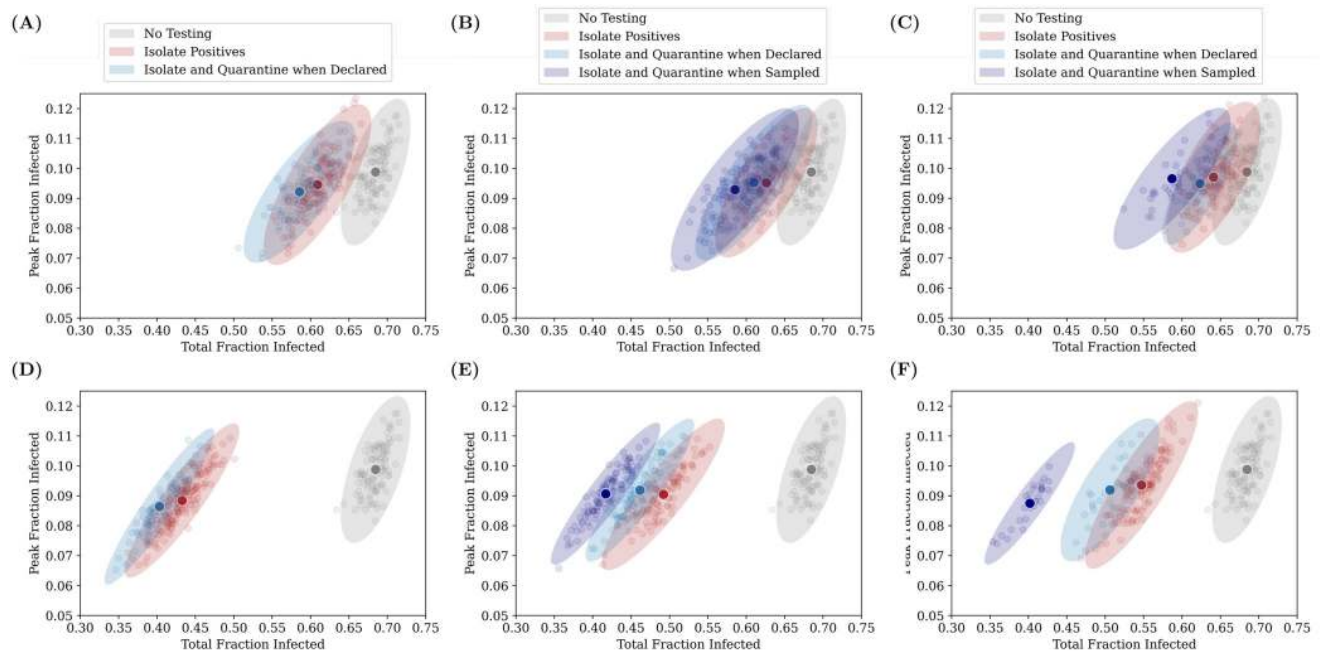 (A)
No Testing
Isolate Positives
Isolate and Quarantine when Declared
Peak Fraction Infected
0.12
0.11
0.10
0.09
0.08
0.07
0.06
0.05
0.30 0.35 0.40 0.45 0.50 0.55 0.60 0.65 0.70 0.75
Total Fraction Infected
(B)
No Testing
Isolate Positives
Isolate and Quarantine when Declared
Isolate and Quarantine when Sampled
Peak Fraction Infected
0.12
0.11
0.10
0.09
0.08
0.07
0.06
0.05
0.30 0.35 0.40 0.45 0.50 0.55 0.60 0.65 0.70 0.75
Total Fraction Infected
(C)
No Testing
Isolate Positives
Isolate and Quarantine when Declared
Isolate and Quarantine when Sampled
Peak Fraction Infected
0.12
0.11
0.10
0.09
0.08
0.07
0.06
0.05
0.30 0.35 0.40 0.45 0.50 0.55 0.60 0.65 0.70 0.75
Total Fraction Infected
(D)
Peak Fraction Infected
0.12
0.11
0.10
0.09
0.08
0.07
0.06
0.05
0.30 0.35 0.40 0.45 0.50 0.55 0.60 0.65 0.70 0.75
Total Fraction Infected
(E)
Peak Fraction Infected
0.12
0.11
0.10
0.09
0.08
0.07
0.06
0.05
0.30 0.35 0.40 0.45 0.50 0.55 0.60 0.65 0.70 0.75
Total Fraction Infected
(F)
Peak Fraction Infected
0.12
0.11
0.10
0.09
0.08
0.07
0.06
0.05
0.30 0.35 0.40 0.45 0.50 0.55 0.60 0.65 0.70 0.75
Total Fraction Infected